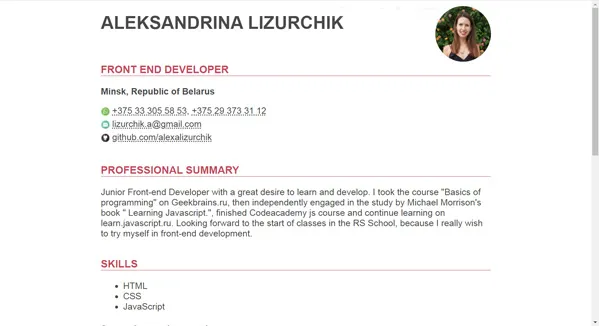 ALEKSANDRINA LIZURCHIK
FRONT END DEVELOPER
Minsk, Republic of Belarus
+375 33 305 58 53, +375 29 373 31 12
lizurchik.a@gmail.com
github.com/alexalizurchik
PROFESSIONAL SUMMARY
Junior Front-end Developer with a great desire to learn and develop. I took the course "Basics of
programming" on Geekbrains.ru, then independently engaged in the study by Michael Morrison's
book " Learning Javascript.", finished Codeacademy js course and continue learning on
learn.javascript.ru. Looking forward to the start of classes in the RS School, because I really wish
to try myself in front-end development.
SKILLS
HTML
CSS
JavaScript